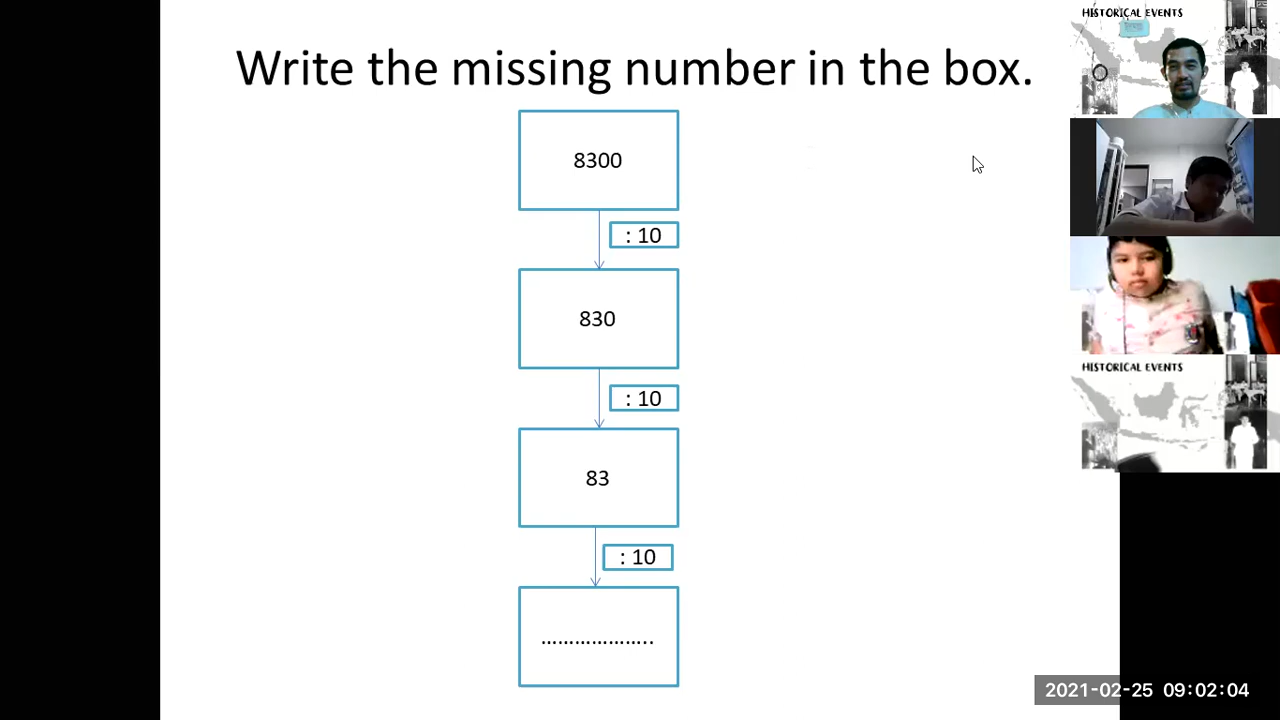 Write the missing number in the box.
8300
: 10
830
: 10
83
: 10
………………..
HISTORICAL EVENTS
HISTORICAL EVENTS
2021-02-25 09:02:04